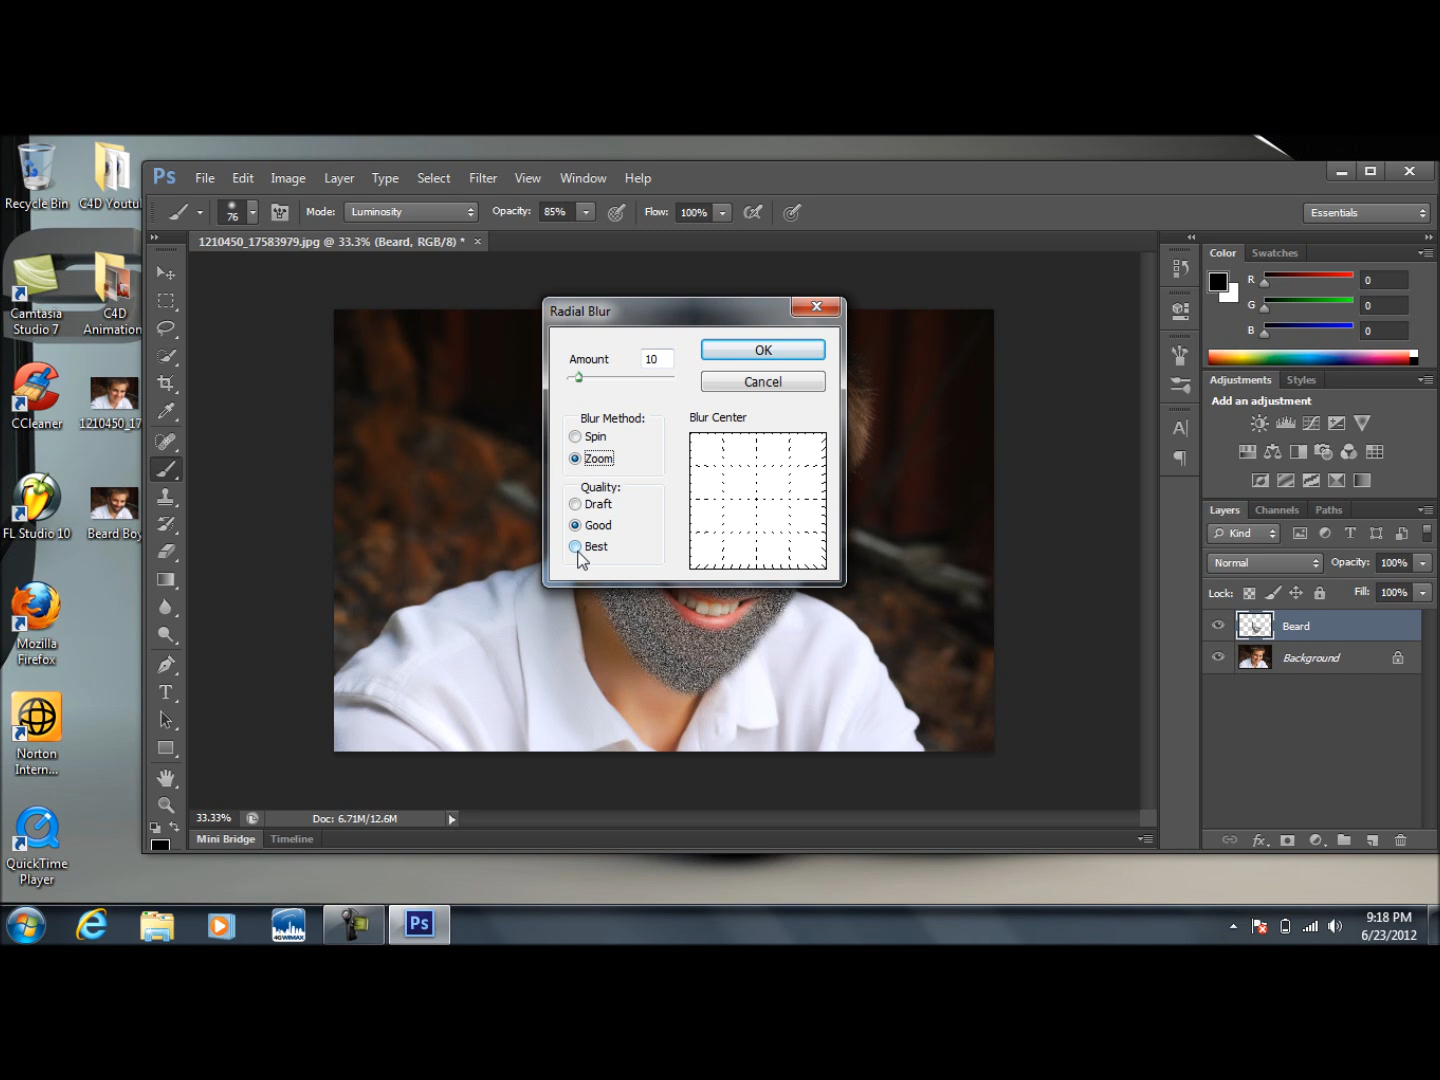 Recycle Bin
C4D Youtu
Camtasia
Studio 7
C4D
Animation
CCleaner
1210450_17
FL Studio 10
Beard Boy
Mozilla
Firefox
Norton
Intern...
QuickTime
Player
Ps
File Edit Image Layer Type Select Filter View Window Help
76
Mode: Luminosity
Opacity: 85%
Flow: 100%
Essentials
1210450_17583979.jpg @ 33.3% (Beard, RGB/8) * ×
Radial Blur
Amount 10
OK
Cancel
Blur Method:
Spin
Zoom
Blur Center
Quality:
Draft
Good
Best
Color Swatches
R 0
G 0
B 0
Adjustments Styles
Add an adjustment
Layers Channels Paths
Kind
Normal
Opacity: 100%
Lock:
Fill: 100%
Beard
Background
33.33%
Doc: 6.71M/12.6M
Mini Bridge Timeline
4GWIMAX
Ps
9:18 PM
6/23/2012